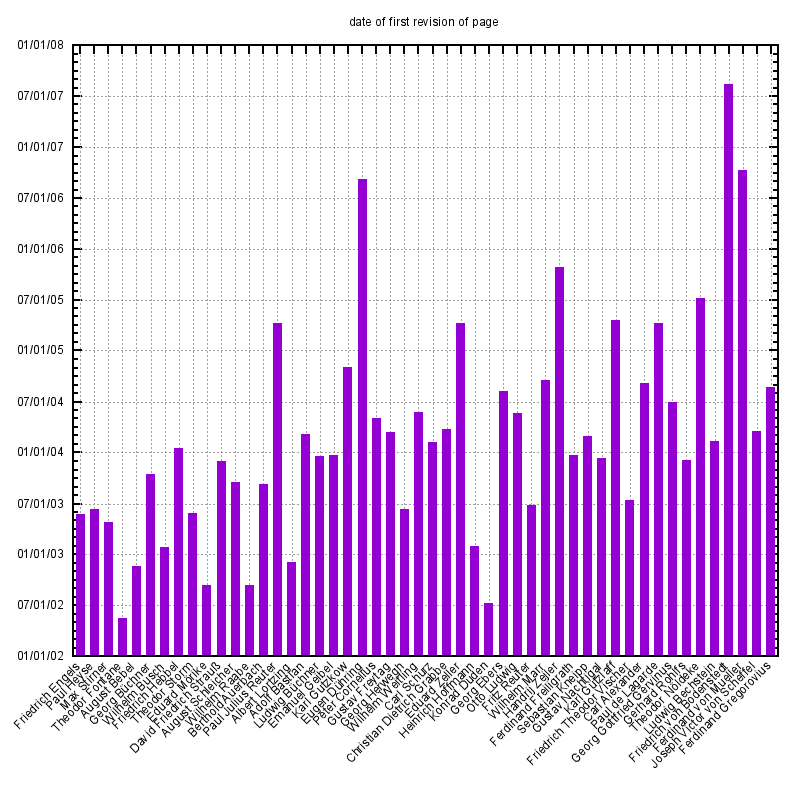 date of first revision of page
01/01/08
07/01/07
01/01/07
07/01/06
01/01/06
07/01/05
01/01/05
07/01/04
01/01/04
07/01/03
01/01/03
07/01/02
01/01/02
Friedrich Engels
Paul Heyse
Max Stirner
Theodor Fontane
August Bebel
Georg Büchner
Wilhelm Busch
Friedrich Hebbel
Theodor Storm
Eduard Mörike
David Friedrich Strauß
August Schleicher
Wilhelm Raabe
Berthold Auerbach
Paul Julius Reuter
Albert Lortzing
Adolf Bastian
Ludwig Büchner
Emanuel Geibel
Karl Gutzkow
Eugen Dühring
Peter Cornelius
Gustav Freytag
Georg Herwegh
Wilhelm Weitling
Carl Schurz
Christian Dietrich Grabbe
Eduard Zeller
Heinrich Hoffmann
Konrad Duden
Georg Ebers
Otto Ludwig
Fritz Reuter
Wilhelm Marr
Handrij Zejler
Ferdinand Freiligrath
Sebastian Kneipp
Gustav Nachtigal
Karl Gützlaff
Friedrich Theodor Vischer
Carl Alexander
Paul de Lagarde
Georg Gottfried Gervinus
Gerhard Rohlfs
Theodor Nöldeke
Ludwig Bechstein
Friedrich von Bodenstedt
Ferdinand von Mueller
Joseph Victor von Scheffel
Ferdinand Gregorovius